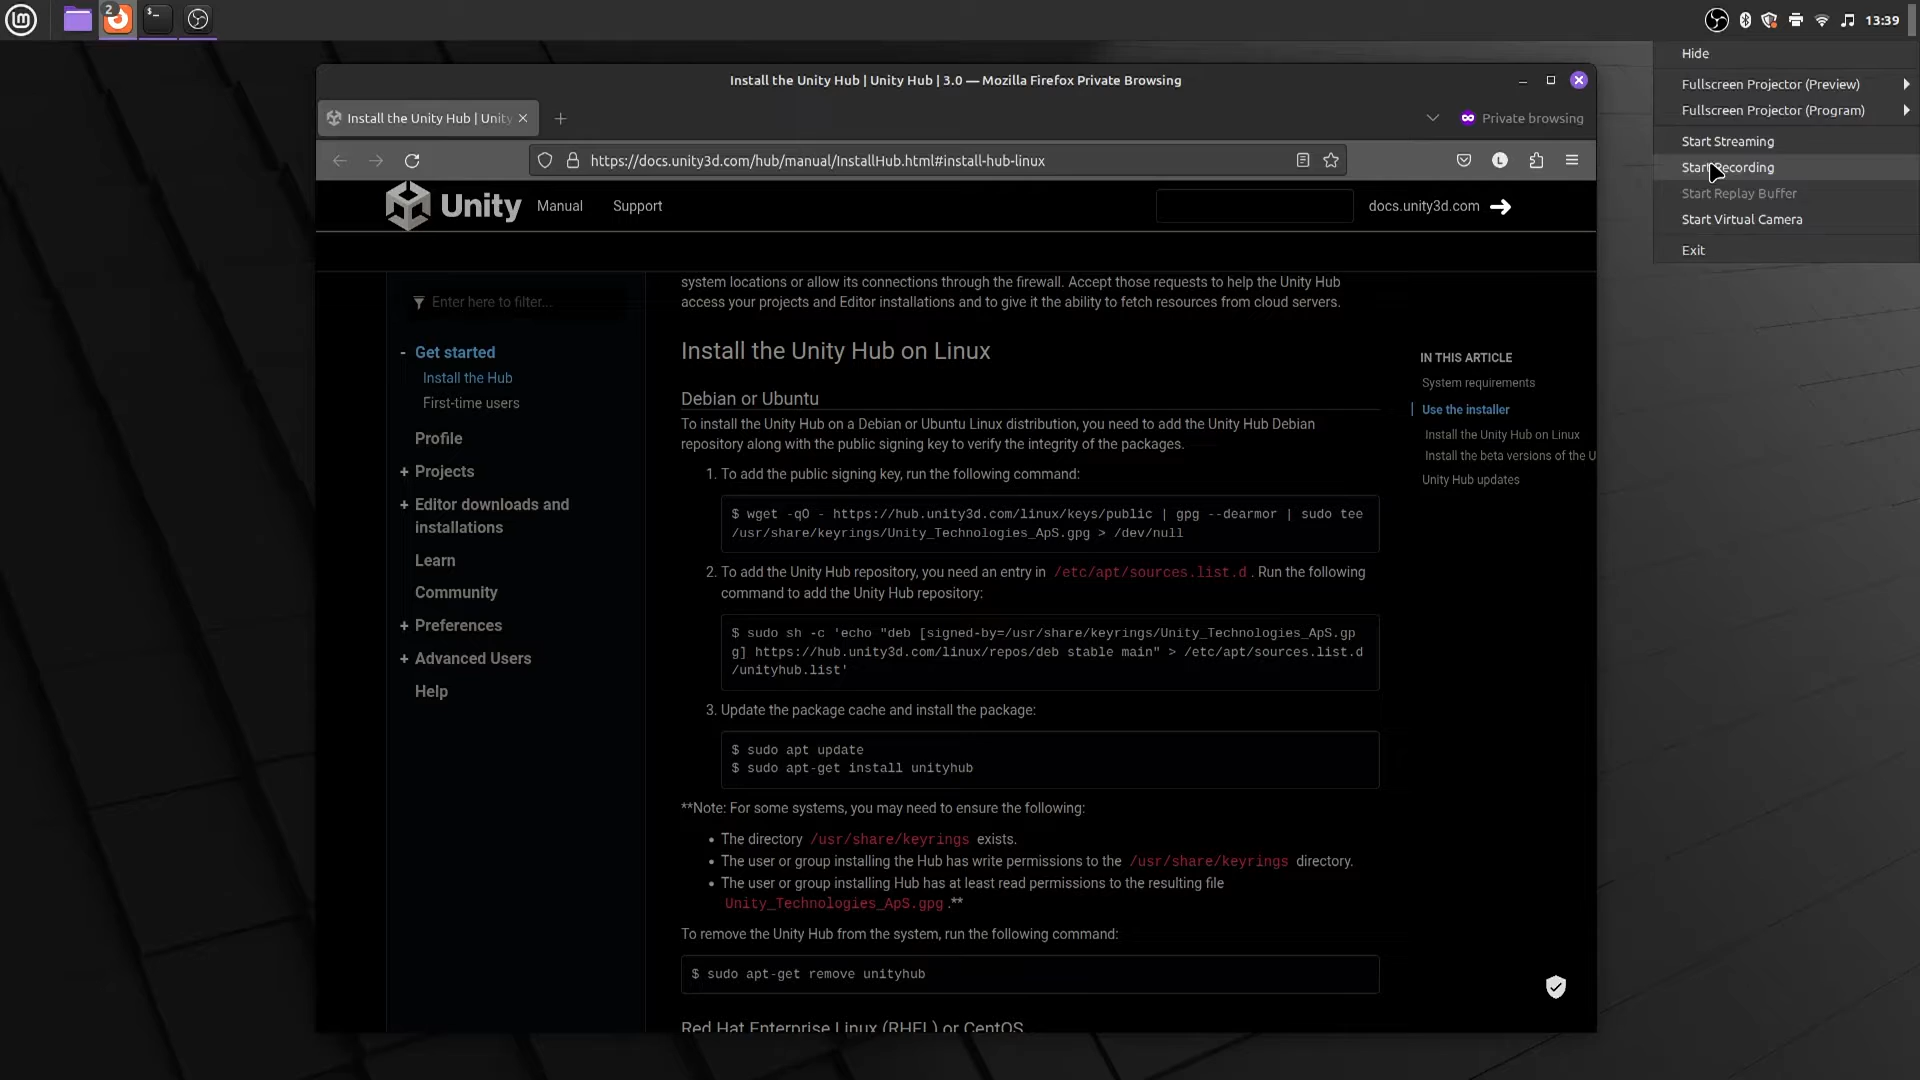 2
13:39
Hide
Fullscreen Projector (Preview)
Fullscreen Projector (Program)
Start Streaming
Start Recording
Start Replay Buffer
Start Virtual Camera
Exit
Install the Unity Hub | Unity Hub | 3.0 — Mozilla Firefox Private Browsing
Install the Unity Hub | Unity
Private browsing
https://docs.unity3d.com/hub/manual/InstallHub.html#install-hub-linux
L
Unity
Manual
Support
docs.unity3d.com
Enter here to filter...
- Get started
Install the Hub
First-time users
Profile
+ Projects
+ Editor downloads and
installations
Learn
Community
+ Preferences
+ Advanced Users
Help
system locations or allow its connections through the firewall. Accept those requests to help the Unity Hub
access your projects and Editor installations and to give it the ability to fetch resources from cloud servers.
Install the Unity Hub on Linux
Debian or Ubuntu
To install the Unity Hub on a Debian or Ubuntu Linux distribution, you need to add the Unity Hub Debian
repository along with the public signing key to verify the integrity of the packages.
1. To add the public signing key, run the following command:
$ wget -qO - https://hub.unity3d.com/linux/keys/public | gpg --dearmor | sudo tee
/usr/share/keyrings/Unity_Technologies_ApS.gpg > /dev/null
2. To add the Unity Hub repository, you need an entry in /etc/apt/sources.list.d . Run the following
command to add the Unity Hub repository:
$ sudo sh -c 'echo "deb [signed-by=/usr/share/keyrings/Unity_Technologies_ApS.gp
g] https://hub.unity3d.com/linux/repos/deb stable main" > /etc/apt/sources.list.d
/unityhub.list'
3. Update the package cache and install the package:
$ sudo apt update
$ sudo apt-get install unityhub
**Note: For some systems, you may need to ensure the following:
• The directory /usr/share/keyrings exists.
• The user or group installing the Hub has write permissions to the /usr/share/keyrings directory.
• The user or group installing Hub has at least read permissions to the resulting file
Unity_Technologies_ApS.gpg .**
To remove the Unity Hub from the system, run the following command:
$ sudo apt-get remove unityhub
Red Hat Enterprise Linux (RHEL) or CentOS
IN THIS ARTICLE
System requirements
Use the installer
Install the Unity Hub on Linux
Install the beta versions of the U
Unity Hub updates